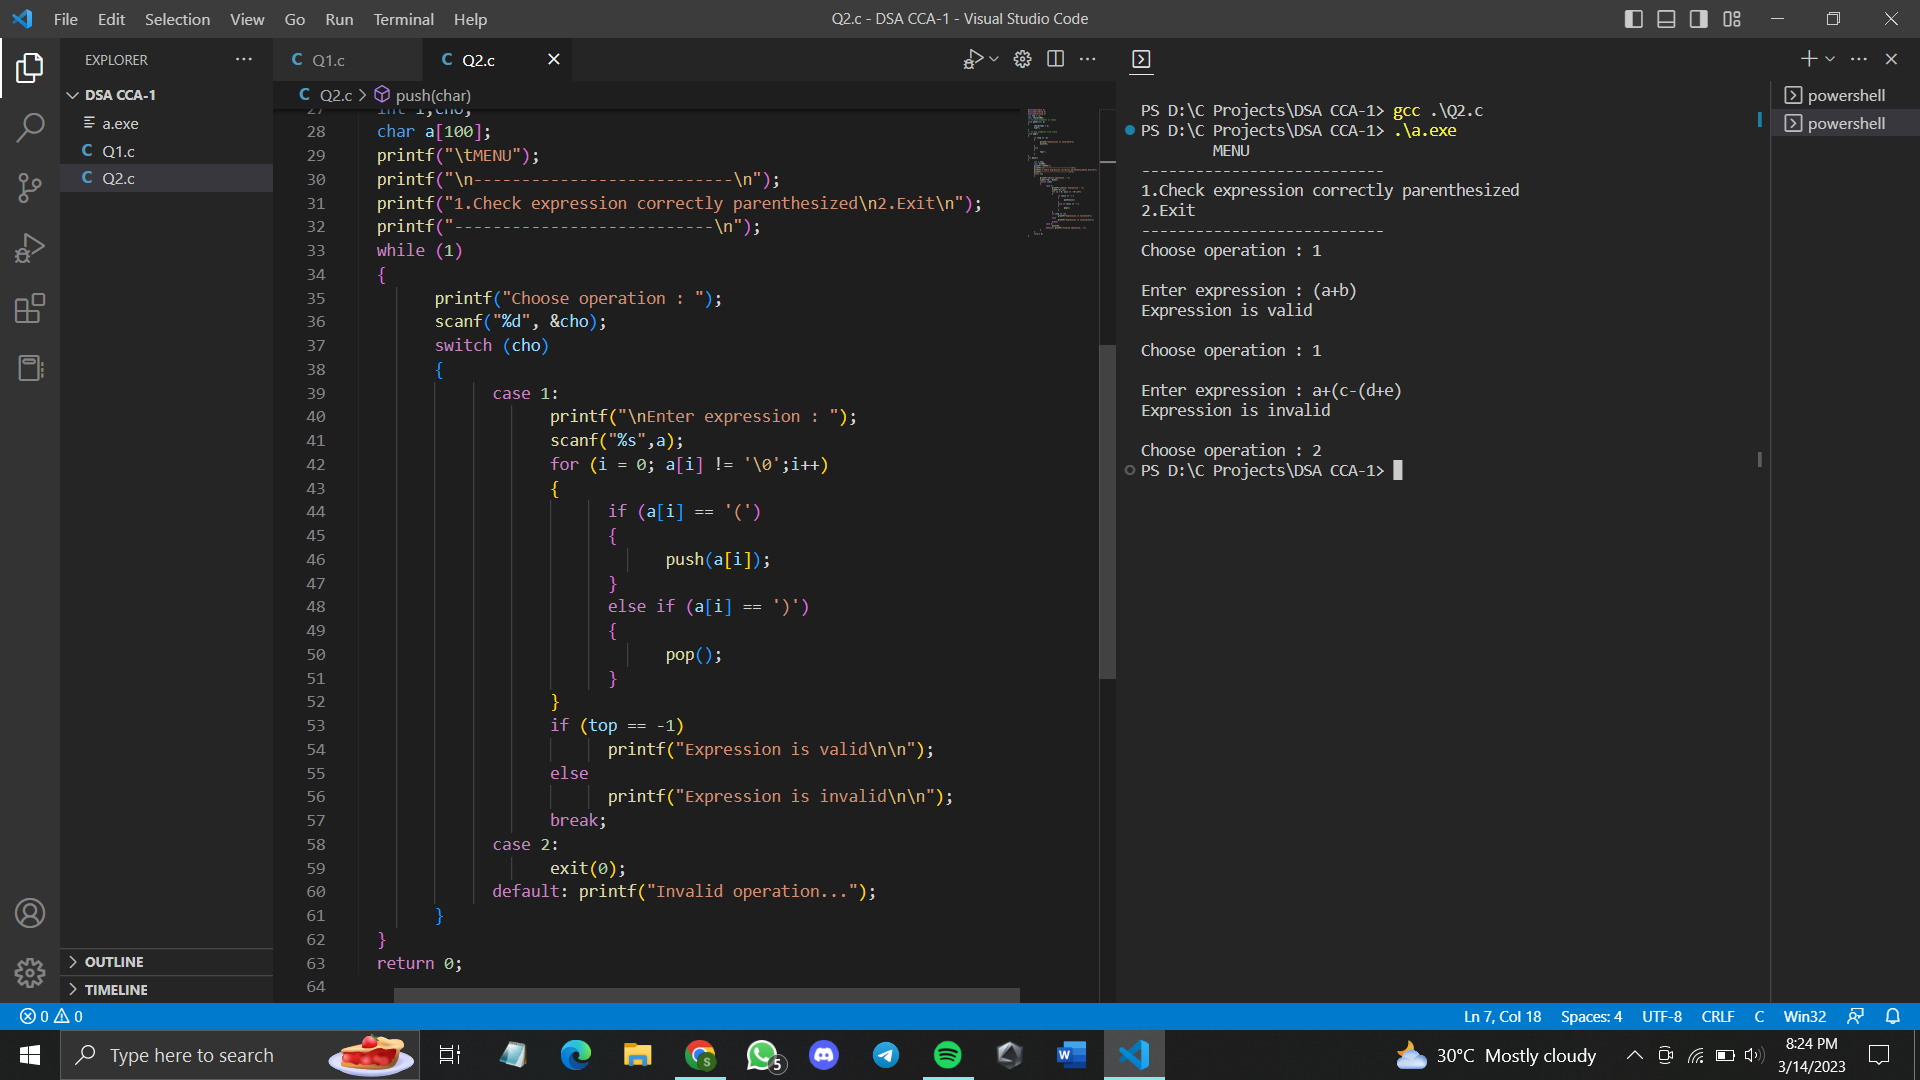 File Edit Selection View Go Run Terminal Help
Q2.c - DSA CCA-1 - Visual Studio Code
EXPLORER
DSA CCA-1
a.exe
C Q1.c
C Q2.c
OUTLINE
TIMELINE
C Q1.c
C Q2.c
C Q2.c > push(char)
27 int i,cho;
28 char a[100];
29 printf("\tMENU");
30 printf("\n---------------------------\n");
31 printf("1.Check expression correctly parenthesized\n2.Exit\n");
32 printf("---------------------------\n");
33 while (1)
34 {
35 printf("Choose operation : ");
36 scanf("%d", &cho);
37 switch (cho)
38 {
39 case 1:
40 printf("\nEnter expression : ");
41 scanf("%s",a);
42 for (i = 0; a[i] != '\0';i++)
43 {
44 if (a[i] == '(')
45 {
46 push(a[i]);
47 }
48 else if (a[i] == ')')
49 {
50 pop();
51 }
52 }
53 if (top == -1)
54 printf("Expression is valid\n\n");
55 else
56 printf("Expression is invalid\n\n");
57 break;
58 case 2:
59 exit(0);
60 default: printf("Invalid operation...");
61 }
62 }
63 return 0;
64
PS D:\C Projects\DSA CCA-1> gcc .\Q2.c
PS D:\C Projects\DSA CCA-1> .\a.exe
MENU
---------------------------
1.Check expression correctly parenthesized
2.Exit
---------------------------
Choose operation : 1
Enter expression : (a+b)
Expression is valid
Choose operation : 1
Enter expression : a+(c-(d+e)
Expression is invalid
Choose operation : 2
PS D:\C Projects\DSA CCA-1>
powershell
powershell
0 0
Ln 7, Col 18 Spaces: 4 UTF-8 CRLF C Win32
Type here to search
5
30°C Mostly cloudy
8:24 PM
3/14/2023